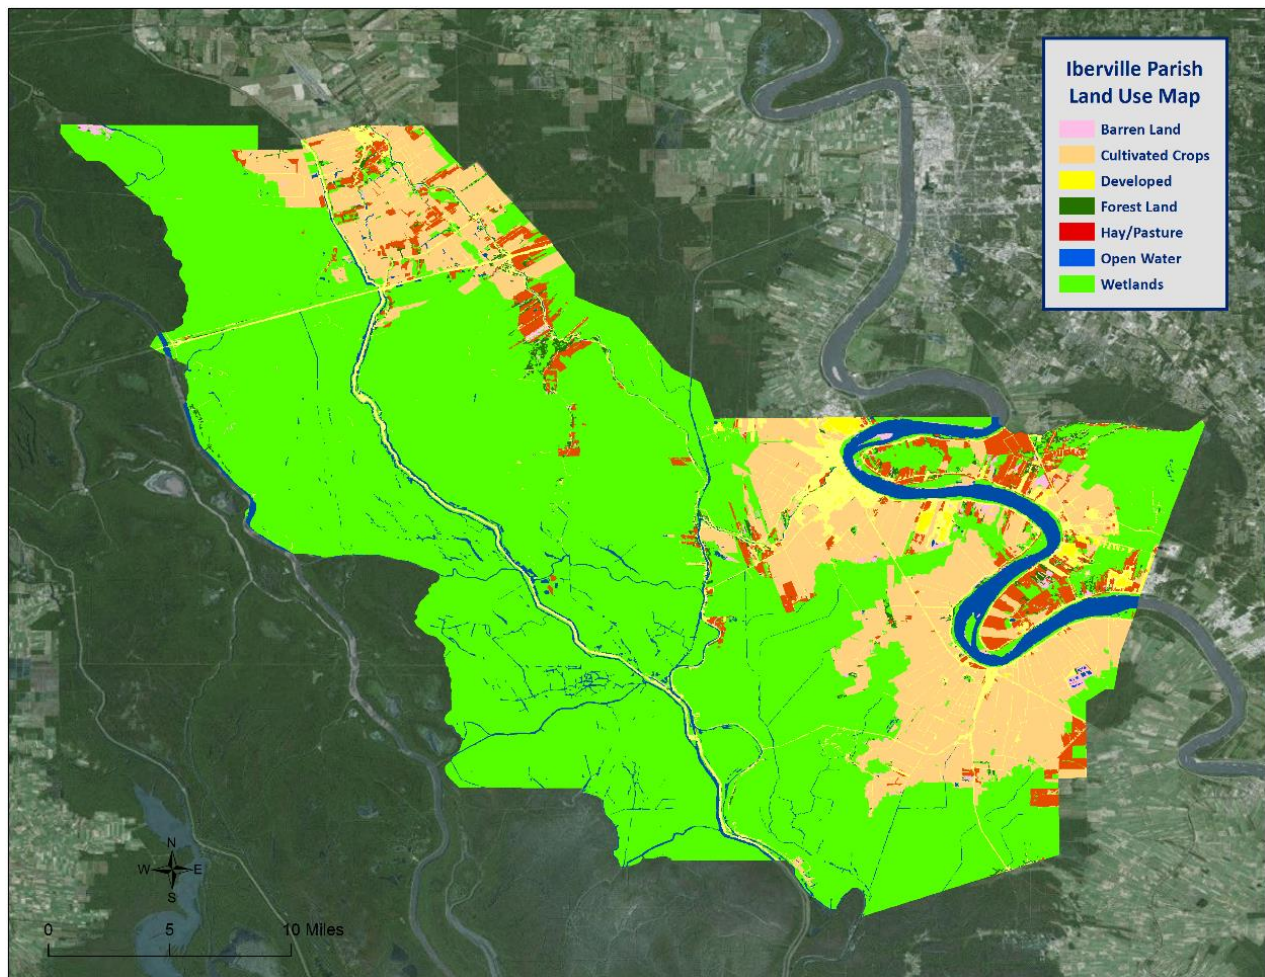 Iberville Parish
Land Use Map
Barren Land
Cultivated Crops
Developed
Forest Land
Hay/Pasture
Open Water
Wetlands
N
W E
S
0 5 10 Miles